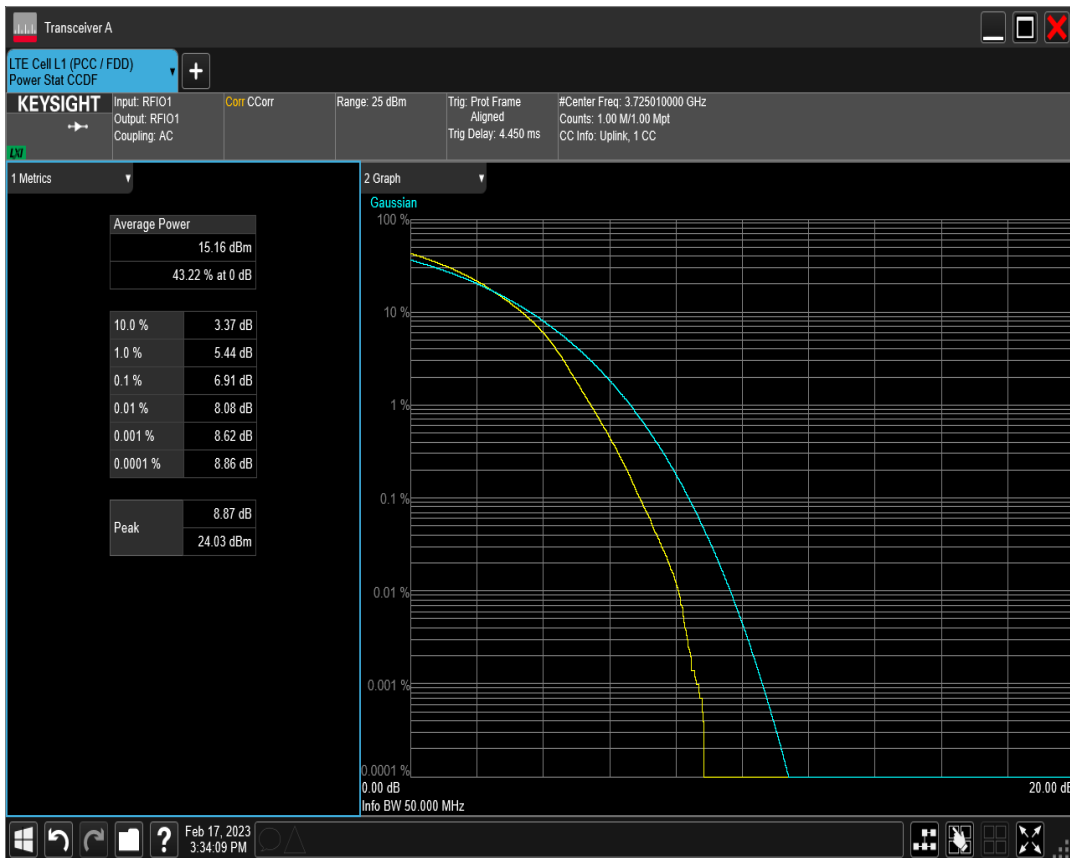 Transceiver A
LTE Cell L1 (PCC / FDD)
Power Stat CCDF
KEYSIGHT
LXI
Input: RFIO1
Output: RFIO1
Coupling: AC
Corr CCorr
Range: 25 dBm
Trig: Prot Frame
Aligned
Trig Delay: 4.450 ms
#Center Freq: 3.725010000 GHz
Counts: 1.00 M/1.00 Mpt
CC Info: Uplink, 1 CC
1 Metrics
Average Power
15.16 dBm
43.22 % at 0 dB
10.0 % 3.37 dB
1.0 % 5.44 dB
0.1 % 6.91 dB
0.01 % 8.08 dB
0.001 % 8.62 dB
0.0001 % 8.86 dB
Peak
8.87 dB
24.03 dBm
2 Graph
Gaussian
100 %
10 %
1 %
0.1 %
0.01 %
0.001 %
0.0001 %
0.00 dB
20.00 dB
Info BW 50.000 MHz
Feb 17, 2023
3:34:09 PM